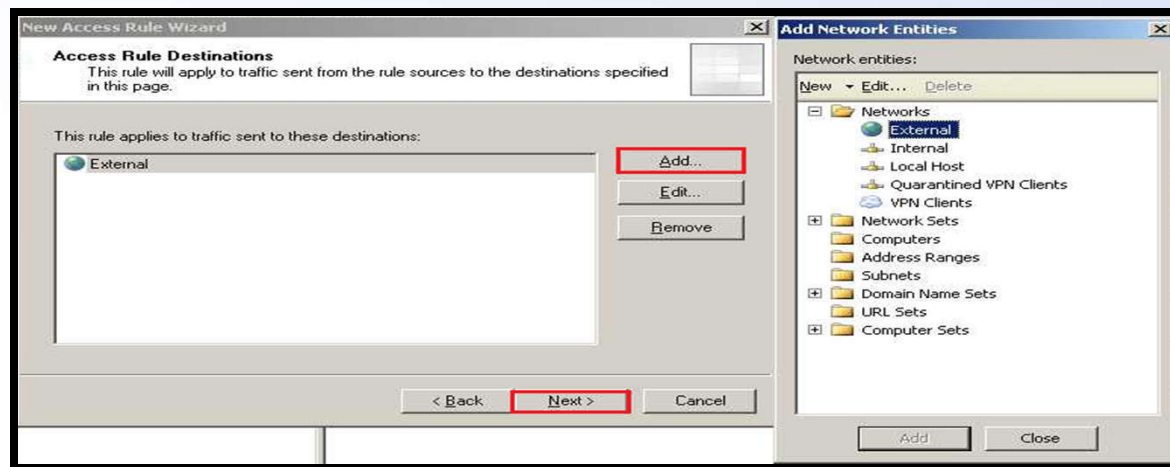 New Access Rule Wizard
Access Rule Destinations
This rule will apply to traffic sent from the rule sources to the destinations specified
in this page.
This rule applies to traffic sent to these destinations:
External
Add...
Edit...
Remove
< Back
Next >
Cancel
Add Network Entities
Network entities:
New Edit... Delete
Networks
External
Internal
Local Host
Quarantined VPN Clients
VPN Clients
Network Sets
Computers
Address Ranges
Subnets
Domain Name Sets
URL Sets
Computer Sets
Add
Close